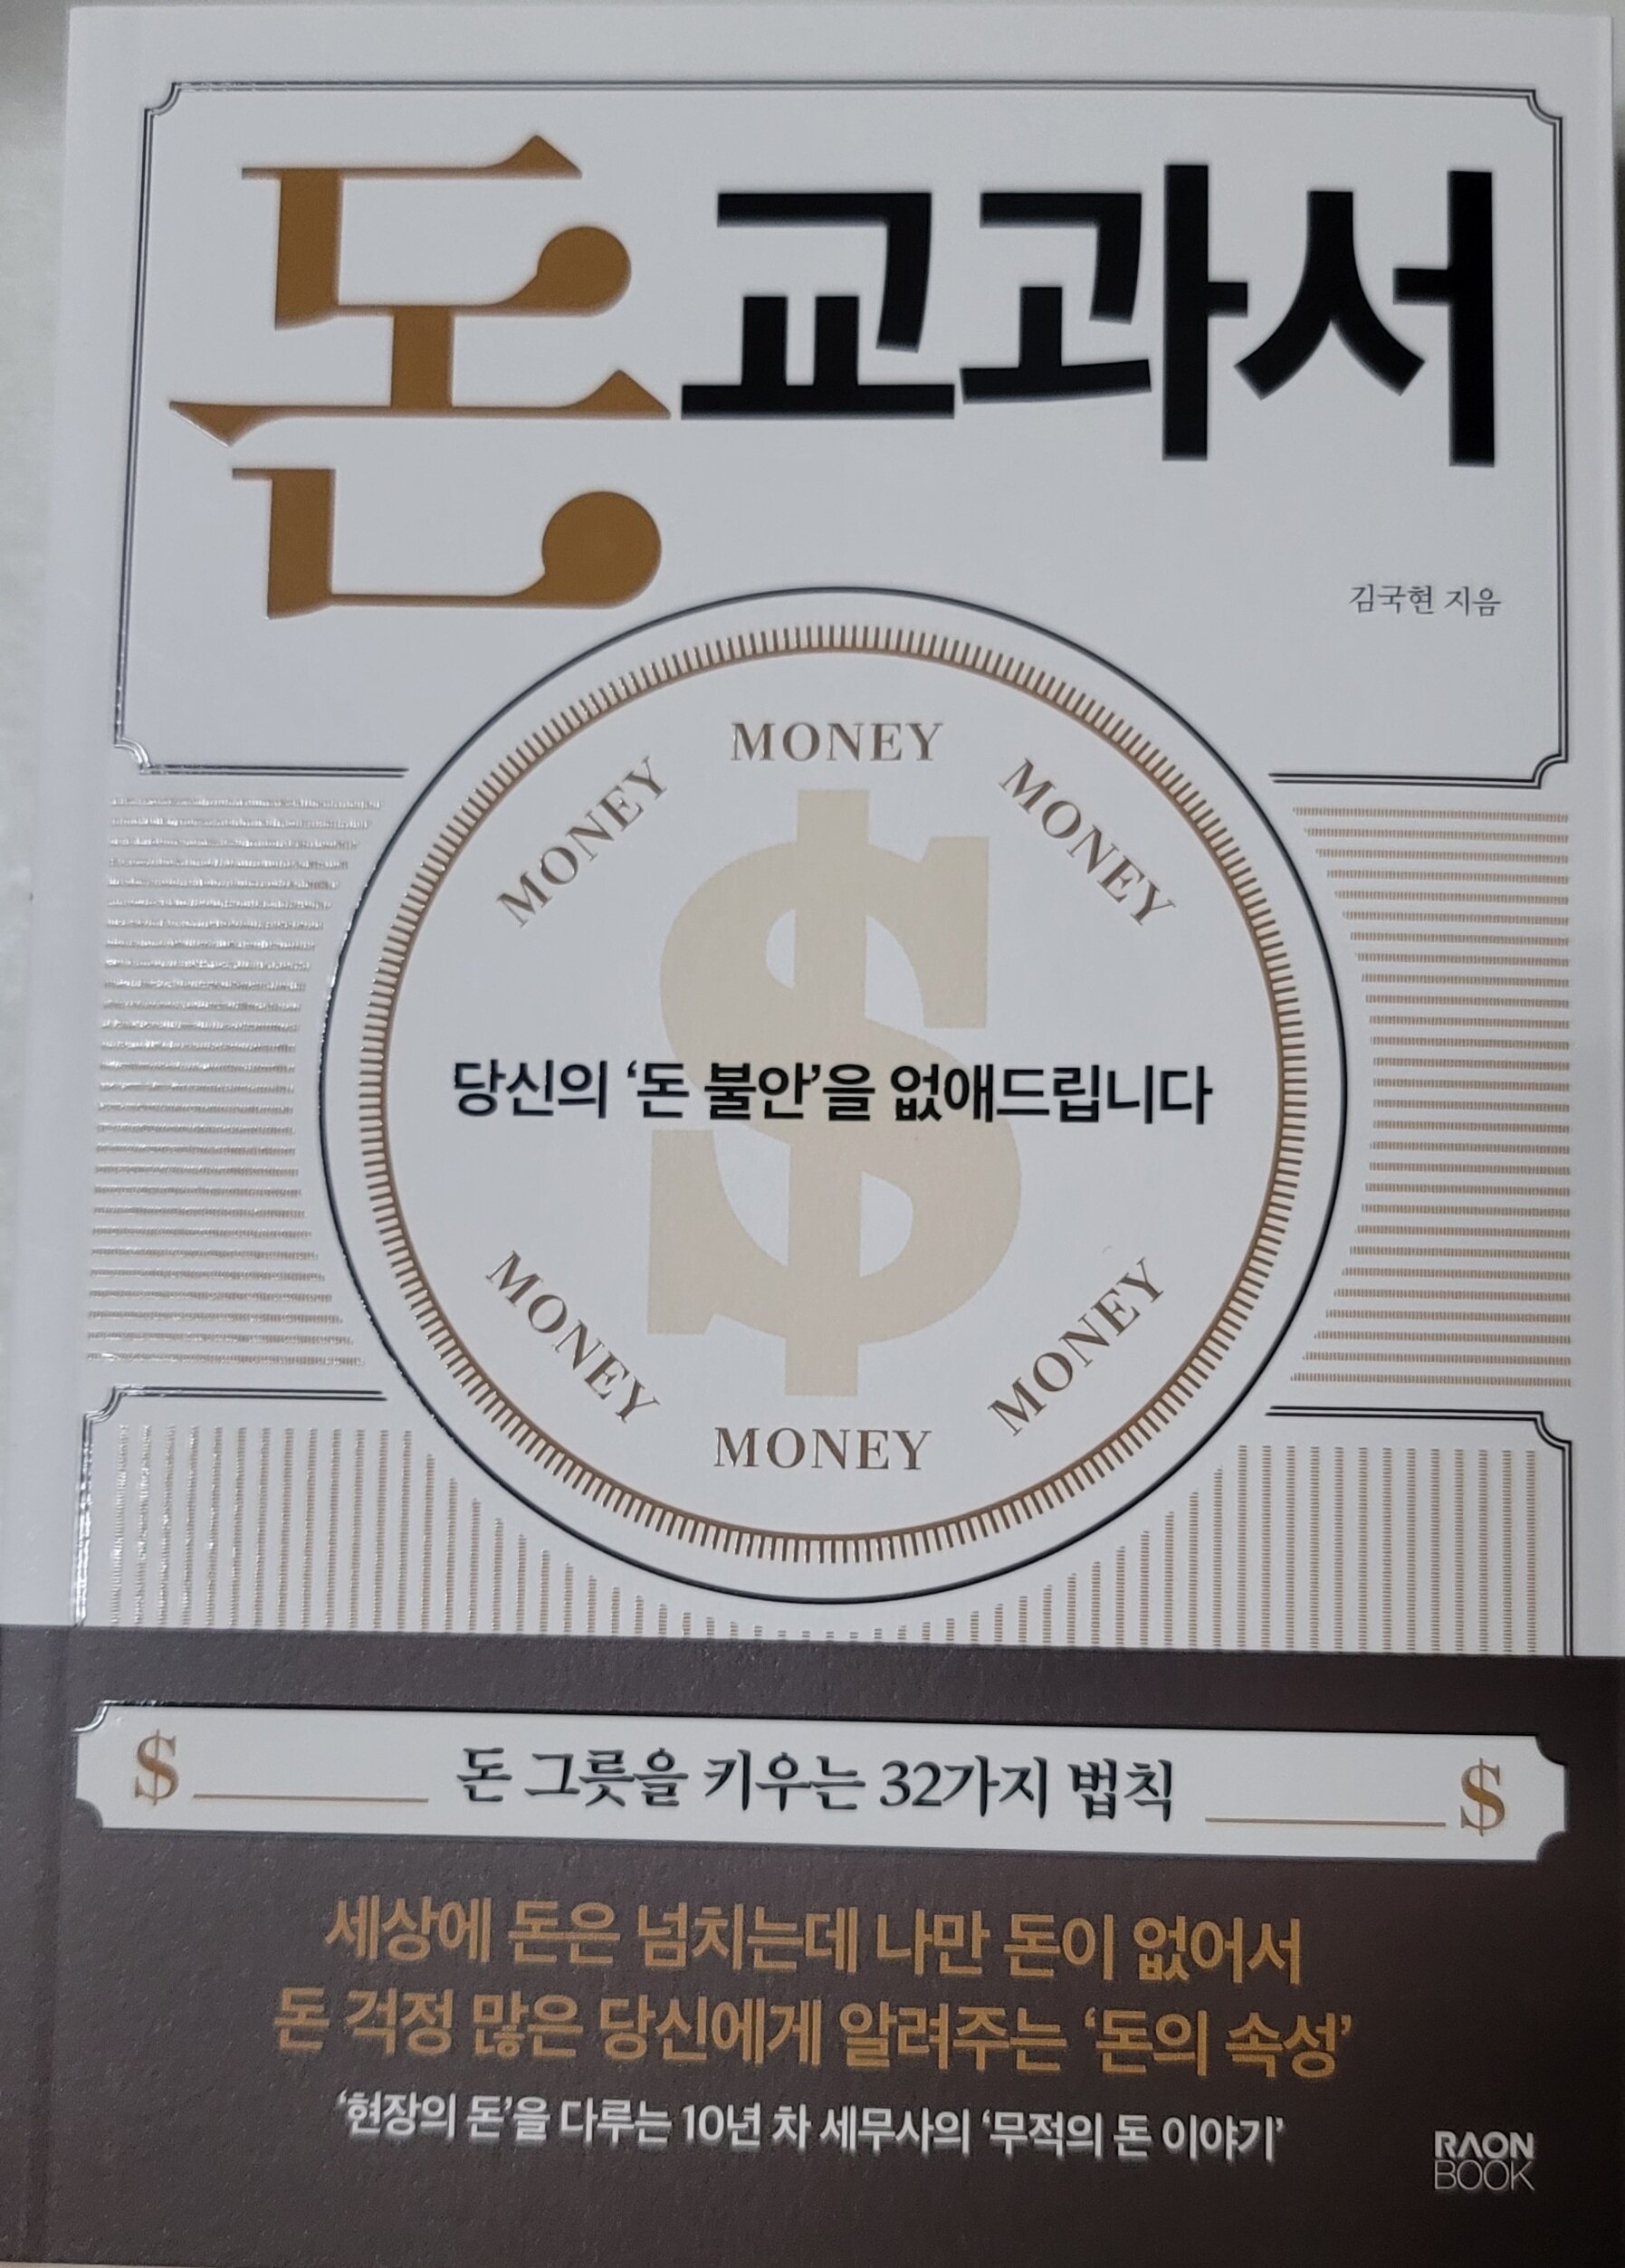 돈 교과서
김국현 지음
MONEY
MONEY
MONEY
당신의 ‘돈 불안’을 없애드립니다
MONEY
MONEY
MONEY
$ 돈 그릇을 키우는 32가지 법칙 $
세상에 돈은 넘치는데 나만 돈이 없어서
돈 걱정 많은 당신에게 알려주는 ‘돈의 속성’
‘현장의 돈’을 다루는 10년 차 세무사의 ‘무적의 돈 이야기’
RAON
BOOK